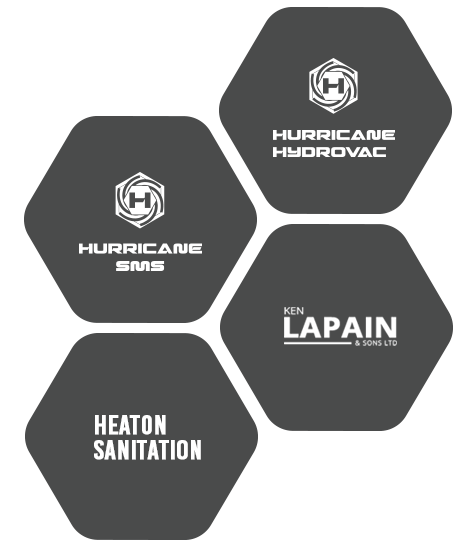 H
HURRICANE
HYDROVAC
H
HURRICANE
SMS
KEN
LAPAIN
& SONS LTD
HEATON
SANITATION